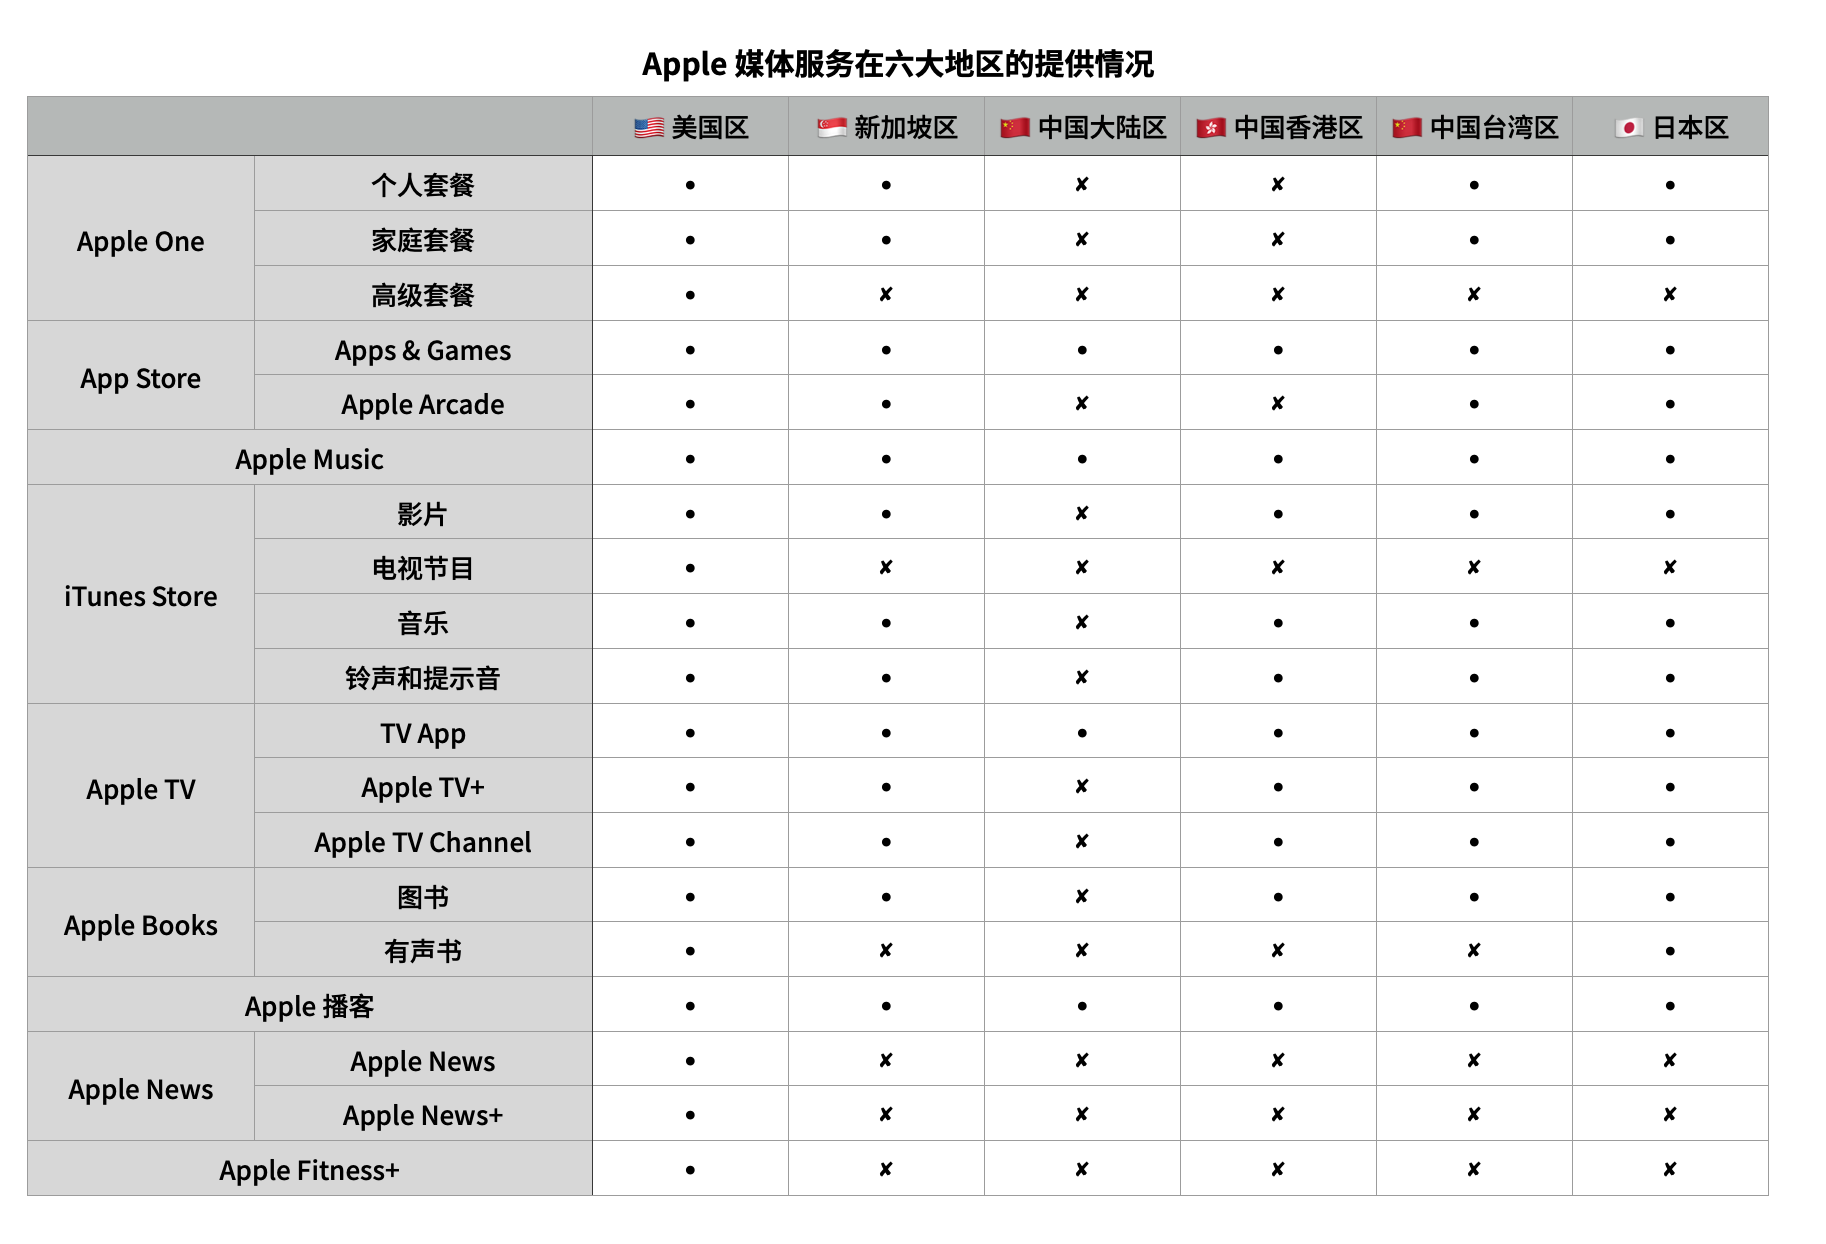 Apple 媒体服务在六大地区的提供情况
🇺🇸 美国区 🇸🇬 新加坡区 🇨🇳 中国大陆区 🇭🇰 中国香港区 🇨🇳 中国台湾区 🇯🇵 日本区
Apple One
个人套餐 • • ✘ ✘ • •
家庭套餐 • • ✘ ✘ • •
高级套餐 • ✘ ✘ ✘ ✘ ✘
App Store
Apps & Games • • • • • •
Apple Arcade • • ✘ ✘ • •
Apple Music • • • • • •
iTunes Store
影片 • • ✘ • • •
电视节目 • ✘ ✘ ✘ ✘ ✘
音乐 • • ✘ • • •
铃声和提示音 • • ✘ • • •
Apple TV
TV App • • • • • •
Apple TV+ • • ✘ • • •
Apple TV Channel • • ✘ • • •
Apple Books
图书 • • ✘ • • •
有声书 • ✘ ✘ ✘ ✘ •
Apple 播客 • • • • • •
Apple News
Apple News • ✘ ✘ ✘ ✘ ✘
Apple News+ • ✘ ✘ ✘ ✘ ✘
Apple Fitness+ • ✘ ✘ ✘ ✘ ✘